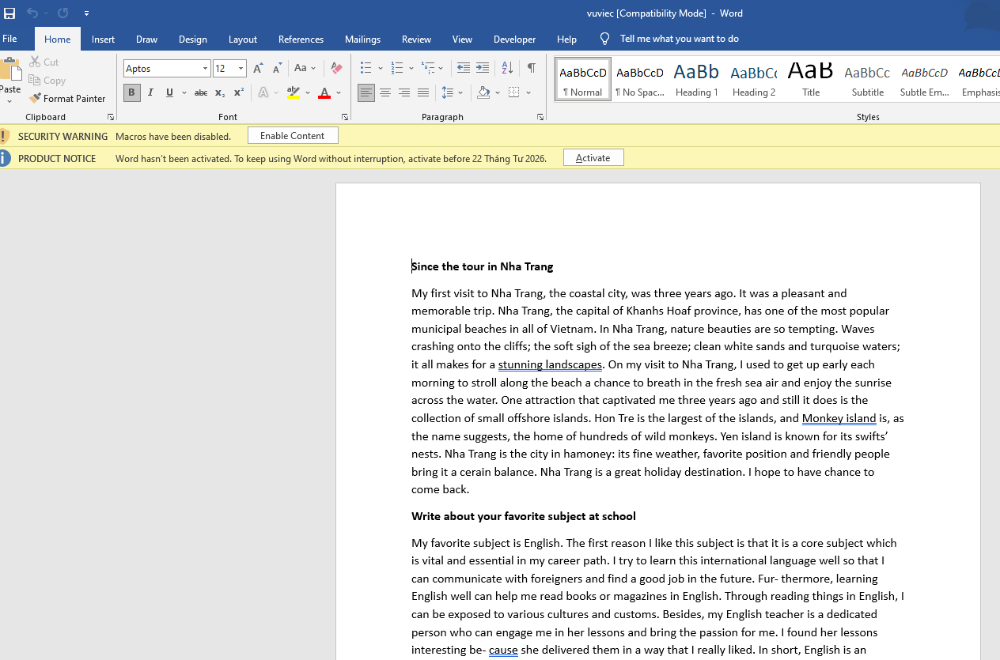 vuviec [Compatibility Mode] - Word
File Home Insert Draw Design Layout References Mailings Review View Developer Help Tell me what you want to do
Paste Cut Copy Format Painter
Aptos 12 Aa
B I U abc x₂ x² A A
AaBbCcD AaBbCcD AaBb AaBbCc AaB AaBbCc AaBbCcD AaBbCcD
¶ Normal ¶ No Spac... Heading 1 Heading 2 Title Subtitle Subtle Em... Emphasis
Clipboard Font Paragraph Styles
SECURITY WARNING Macros have been disabled. Enable Content
PRODUCT NOTICE Word hasn't been activated. To keep using Word without interruption, activate before 22 Tháng Tư 2026. Activate
Since the tour in Nha Trang
My first visit to Nha Trang, the coastal city, was three years ago. It was a pleasant and
memorable trip. Nha Trang, the capital of Khanhs Hoaf province, has one of the most popular
municipal beaches in all of Vietnam. In Nha Trang, nature beauties are so tempting. Waves
crashing onto the cliffs; the soft sigh of the sea breeze; clean white sands and turquoise waters;
it all makes for a stunning landscapes. On my visit to Nha Trang, I used to get up early each
morning to stroll along the beach a chance to breath in the fresh sea air and enjoy the sunrise
across the water. One attraction that captivated me three years ago and still it does is the
collection of small offshore islands. Hon Tre is the largest of the islands, and Monkey island is, as
the name suggests, the home of hundreds of wild monkeys. Yen island is known for its swifts’
nests. Nha Trang is the city in hamoney: its fine weather, favorite position and friendly people
bring it a cerain balance. Nha Trang is a great holiday destination. I hope to have chance to
come back.
Write about your favorite subject at school
My favorite subject is English. The first reason I like this subject is that it is a core subject which
is vital and essential in my career path. I try to learn this international language well so that I
can communicate with foreigners and find a good job in the future. Fur- thermore, learning
English well can help me read books or magazines in English. Through reading things in English, I
can be exposed to various cultures and customs. Besides, my English teacher is a dedicated
person who can engage me in her lessons and bring the passion for me. I found her lessons
interesting be- cause she delivered them in a way that I really liked. In short, English is an